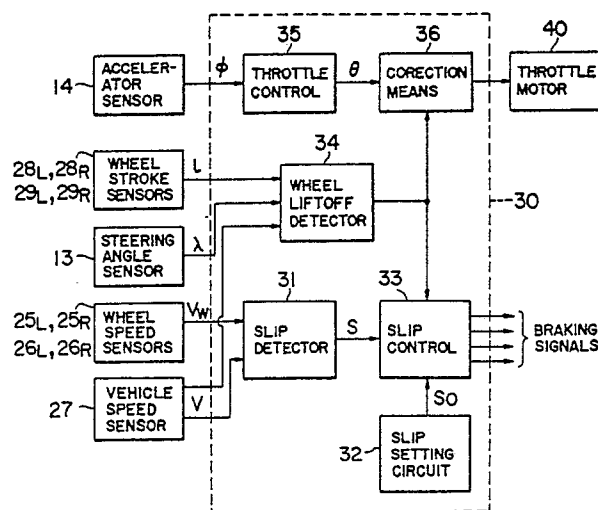 35
36
40
ACCELER-
ATOR
SENSOR
14
φ
THROTTLE
CONTROL
θ
CORECTION
MEANS
THROTTLE
MOTOR
34
28L, 28R
29L, 29R
WHEEL
STROKE
SENSORS
l
WHEEL
LIFTOFF
DETECTOR
30
13
STEERING
ANGLE
SENSOR
λ
31
33
25L, 25R
26L, 26R
WHEEL
SPEED
SENSORS
Vw
SLIP
DETECTOR
S
SLIP
CONTROL
BRAKING
SIGNALS
27
VEHICLE
SPEED
SENSOR
V
So
32
SLIP
SETTING
CIRCUIT